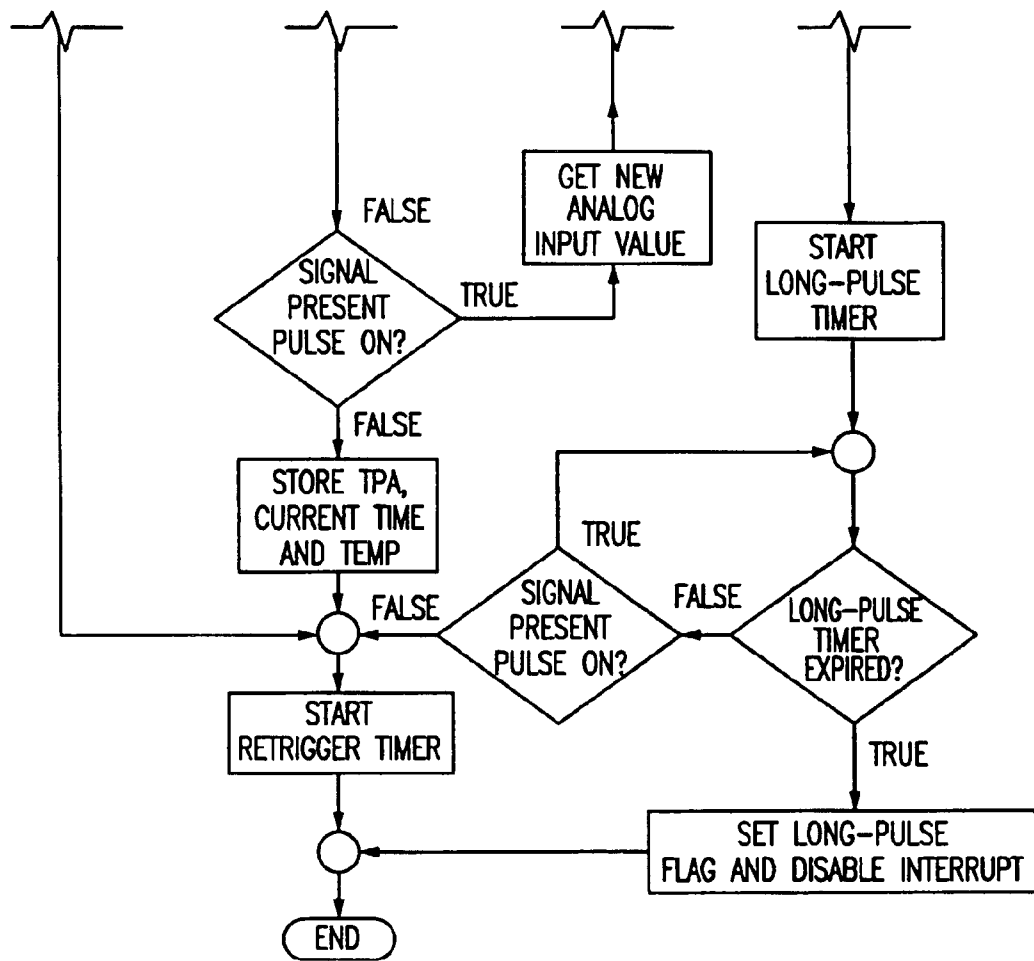 FALSE
SIGNAL
PRESENT
PULSE ON?
TRUE
GET NEW
ANALOG
INPUT VALUE
START
LONG-PULSE
TIMER
FALSE
STORE TPA,
CURRENT TIME
AND TEMP
TRUE
FALSE
SIGNAL
PRESENT
PULSE ON?
FALSE
LONG-PULSE
TIMER
EXPIRED?
START
RETRIGGER TIMER
TRUE
SET LONG-PULSE
FLAG AND DISABLE INTERRUPT
END